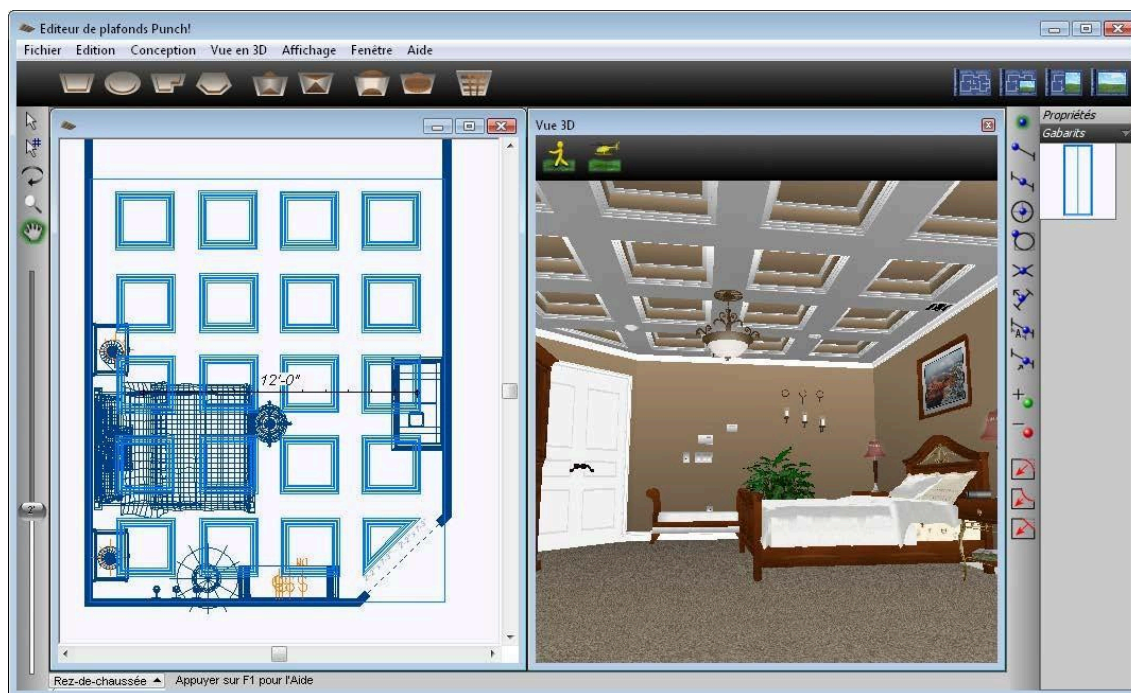 Editeur de plafonds Punch!
Fichier Edition Conception Vue en 3D Affichage Fenêtre Aide
Vue 3D
Propriétés
Gabarits
12'-0"
2'
Rez-de-chaussée Appuyer sur F1 pour l'Aide